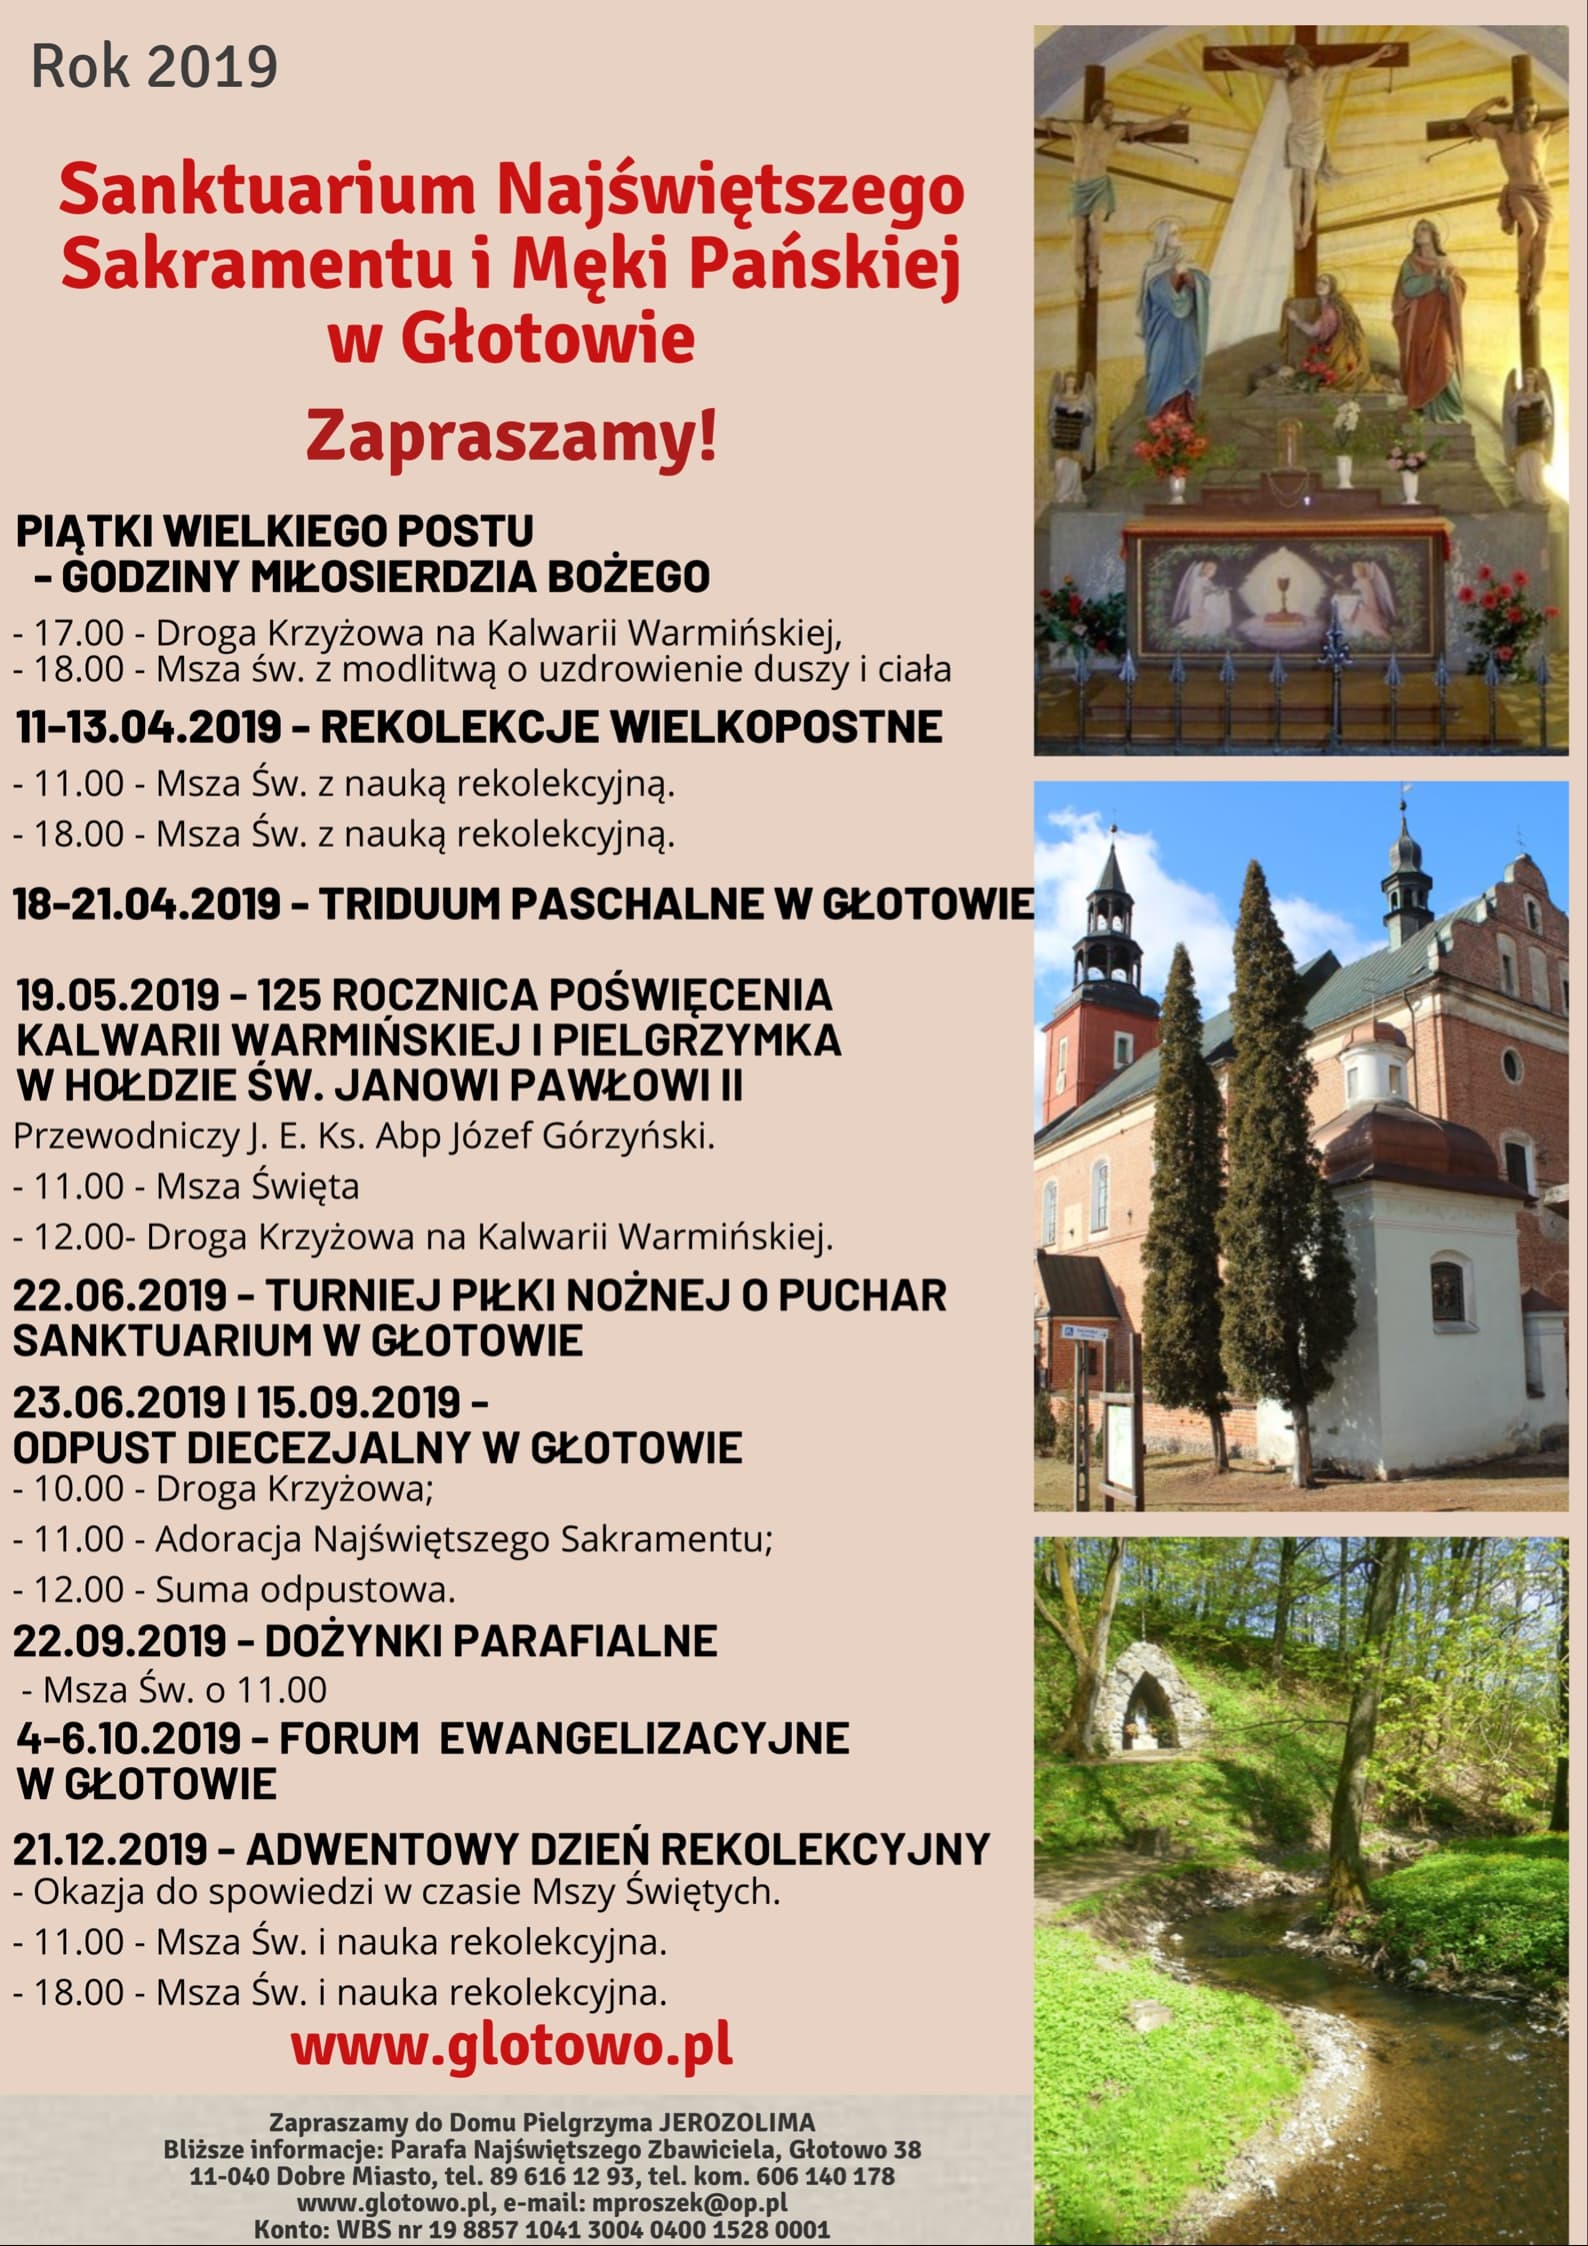 Rok 2019
Sanktuarium Najświętszego
Sakramentu i Męki Pańskiej
w Głotowie
Zapraszamy!
PIĄTKI WIELKIEGO POSTU
- GODZINY MIŁOSIERDZIA BOŻEGO
- 17.00 - Droga Krzyżowa na Kalwarii Warmińskiej,
- 18.00 - Msza św. z modlitwą o uzdrowienie duszy i ciała
11-13.04.2019 - REKOLEKCJE WIELKOPOSTNE
- 11.00 - Msza Św. z nauką rekolekcyjną.
- 18.00 - Msza Św. z nauką rekolekcyjną.
18-21.04.2019 - TRIDUUM PASCHALNE W GŁOTOWIE
19.05.2019 - 125 ROCZNICA POŚWIĘCENIA
KALWARII WARMIŃSKIEJ I PIELGRZYMKA
W HOŁDZIE ŚW. JANOWI PAWŁOWI II
Przewodniczy J. E. Ks. Abp Józef Górzyński.
- 11.00 - Msza Święta
- 12.00- Droga Krzyżowa na Kalwarii Warmińskiej.
22.06.2019 - TURNIEJ PIŁKI NOŻNEJ O PUCHAR
SANKTUARIUM W GŁOTOWIE
23.06.2019 I 15.09.2019 -
ODPUST DIECEZJALNY W GŁOTOWIE
- 10.00 - Droga Krzyżowa;
- 11.00 - Adoracja Najświętszego Sakramentu;
- 12.00 - Suma odpustowa.
22.09.2019 - DOŻYNKI PARAFIALNE
- Msza Św. o 11.00
4-6.10.2019 - FORUM EWANGELIZACYJNE
W GŁOTOWIE
21.12.2019 - ADWENTOWY DZIEŃ REKOLEKCYJNY
- Okazja do spowiedzi w czasie Mszy Świętych.
- 11.00 - Msza Św. i nauka rekolekcyjna.
- 18.00 - Msza Św. i nauka rekolekcyjna.
www.glotowo.pl
Zapraszamy do Domu Pielgrzyma JEROZOLIMA
Bliższe informacje: Parafa Najświętszego Zbawiciela, Głotowo 38
11-040 Dobre Miasto, tel. 89 616 12 93, tel. kom. 606 140 178
www.glotowo.pl, e-mail: mproszek@op.pl
Konto: WBS nr 19 8857 1041 3004 0400 1528 0001